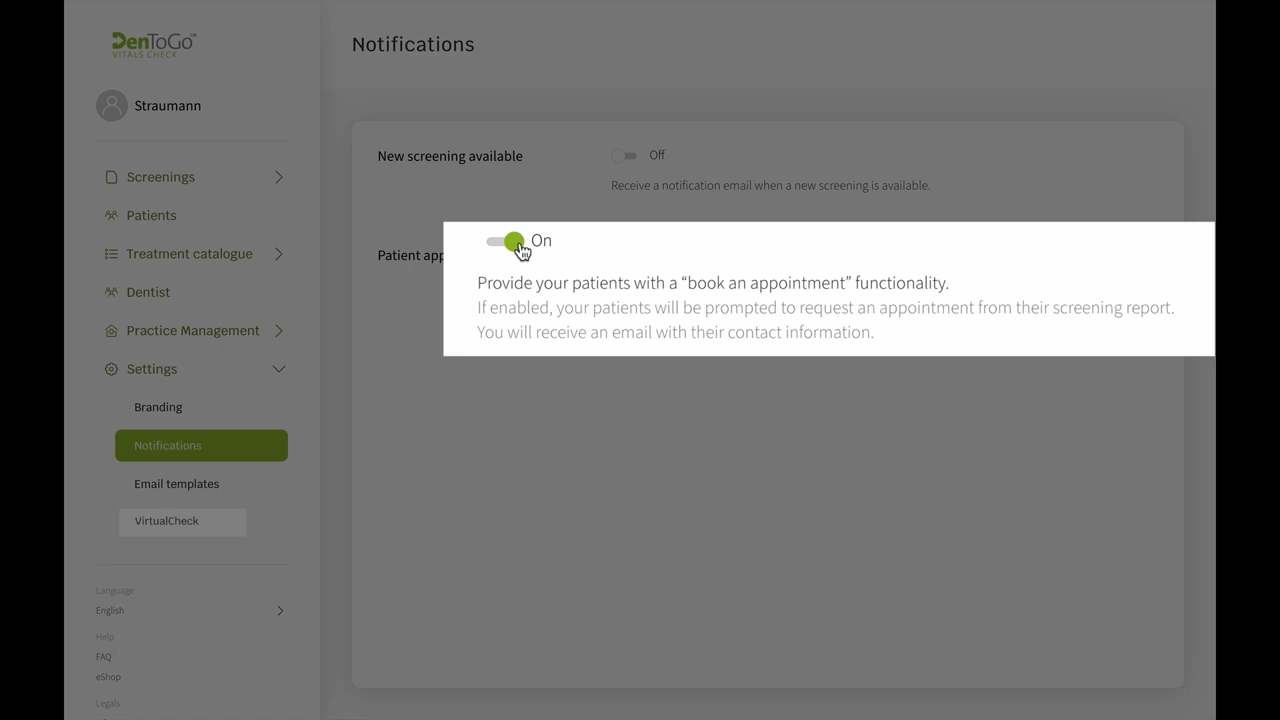 DenToGo™
VITALS CHECK
Straumann
Screenings
Patients
Treatment catalogue
Dentist
Practice Management
Settings
Branding
Notifications
Email templates
VirtualCheck
Language
English
Help
FAQ
eShop
Legals
Notifications
New screening available
Off
Receive a notification email when a new screening is available.
Patient app
On
Provide your patients with a “book an appointment” functionality.
If enabled, your patients will be prompted to request an appointment from their screening report.
You will receive an email with their contact information.